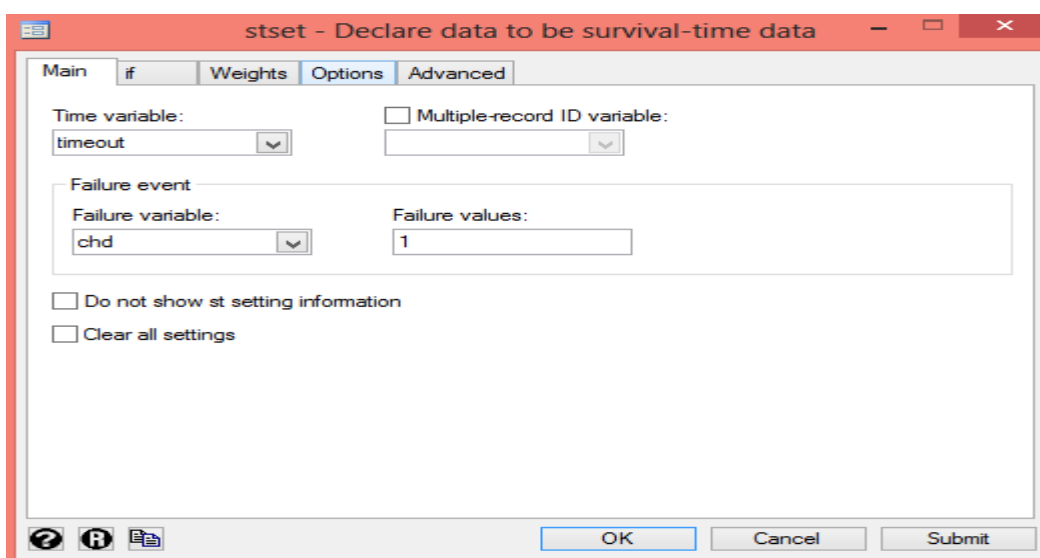 stset - Declare data to be survival-time data
Main if Weights Options Advanced
Time variable: Multiple-record ID variable:
timeout
Failure event
Failure variable: Failure values:
chd 1
Do not show st setting information
Clear all settings
OK Cancel Submit